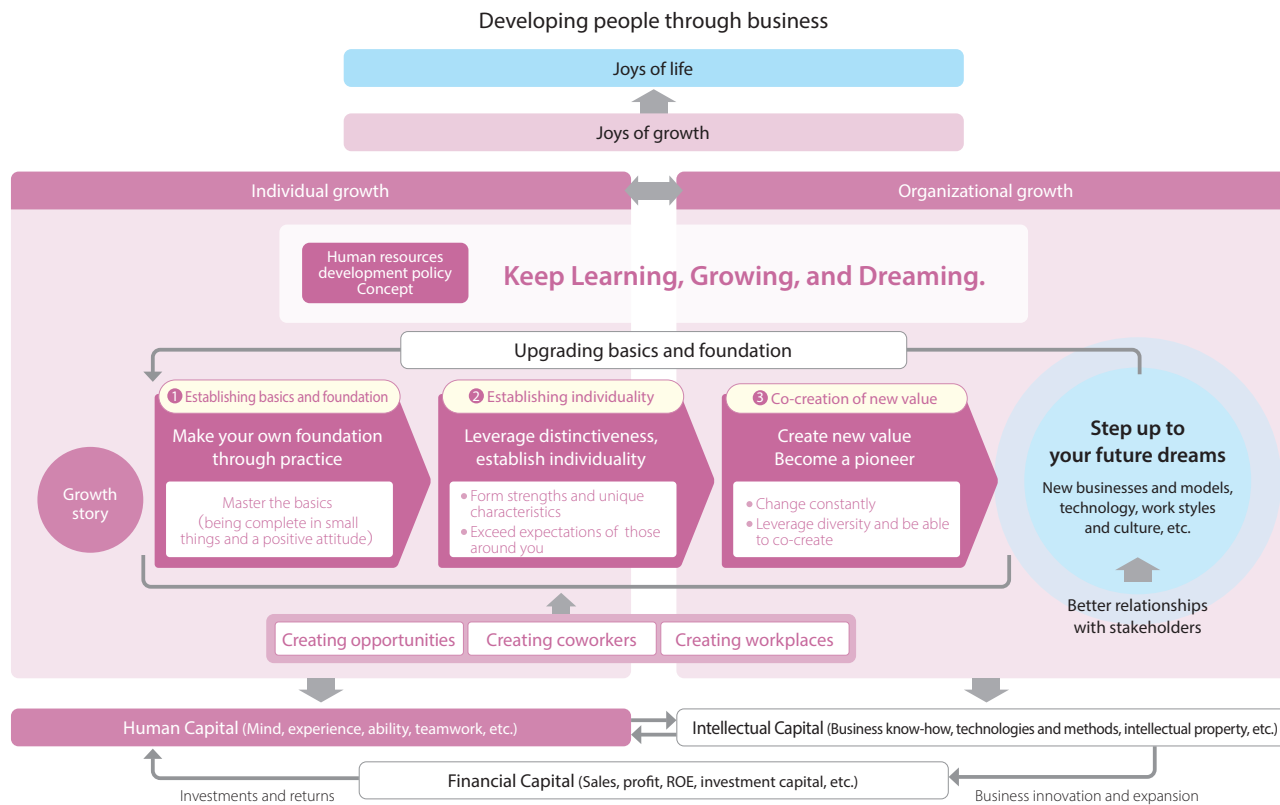 Developing people through business
Joys of life
Joys of growth
Individual growth
Organizational growth
Human resources
development policy
Concept
Keep Learning, Growing, and Dreaming.
Upgrading basics and foundation
Growth
story
❶ Establishing basics and foundation
Make your own foundation
through practice
Master the basics
(being complete in small
things and a positive attitude)
❷ Establishing individuality
Leverage distinctiveness,
establish individuality
• Form strengths and unique
characteristics
• Exceed expectations of those
around you
❸ Co-creation of new value
Create new value
Become a pioneer
• Change constantly
• Leverage diversity and be able
to co-create
Step up to
your future dreams
New businesses and models,
technology, work styles
and culture, etc.
Better relationships
with stakeholders
Creating opportunities
Creating coworkers
Creating workplaces
Human Capital (Mind, experience, ability, teamwork, etc.)
Intellectual Capital (Business know-how, technologies and methods, intellectual property, etc.)
Financial Capital (Sales, profit, ROE, investment capital, etc.)
Investments and returns
Business innovation and expansion